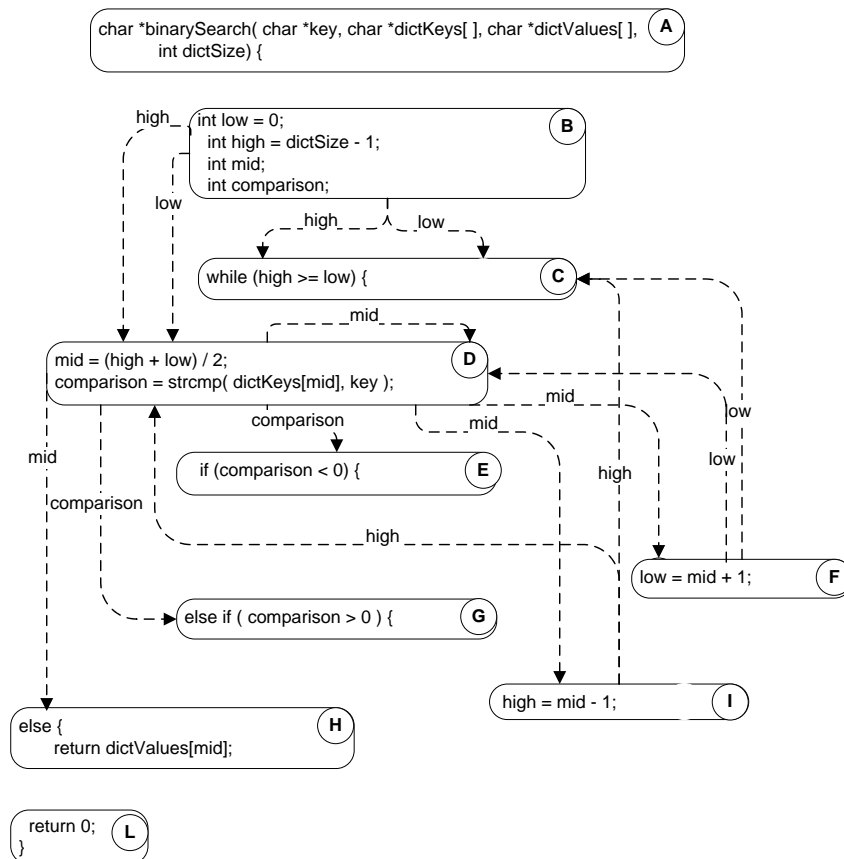 char *binarySearch( char *key, char *dictKeys[ ], char *dictValues[ ],
int dictSize) {
A
high
int low = 0;
B
int high = dictSize - 1;
int mid;
int comparison;
low
high
low
while (high >= low) {
C
mid
mid = (high + low) / 2;
D
comparison = strcmp( dictKeys[mid], key );
mid
low
comparison
mid
mid
low
high
if (comparison < 0) {
E
comparison
high
low = mid + 1;
F
else if ( comparison > 0 ) {
G
high = mid - 1;
I
else {
H
return dictValues[mid];
return 0;
L
}